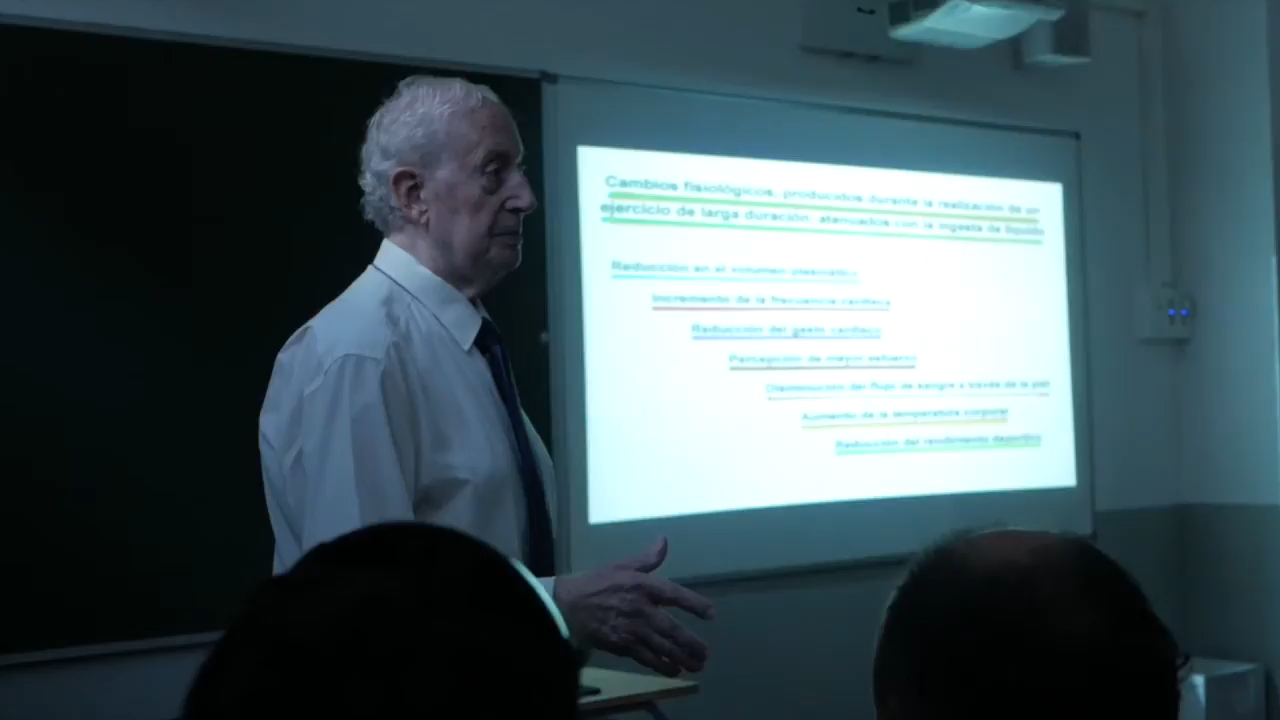 Cambios fisiológicos, producidos durante la realización de un
ejercicio de larga duración, atenuados con la ingesta de líquido
Reducción en el volumen plasmático
Incremento de la frecuencia cardíaca
Reducción del gasto cardíaco
Percepción de mayor esfuerzo
Disminución del flujo de sangre a través de la piel
Aumento de la temperatura corporal
Reducción del rendimiento deportivo